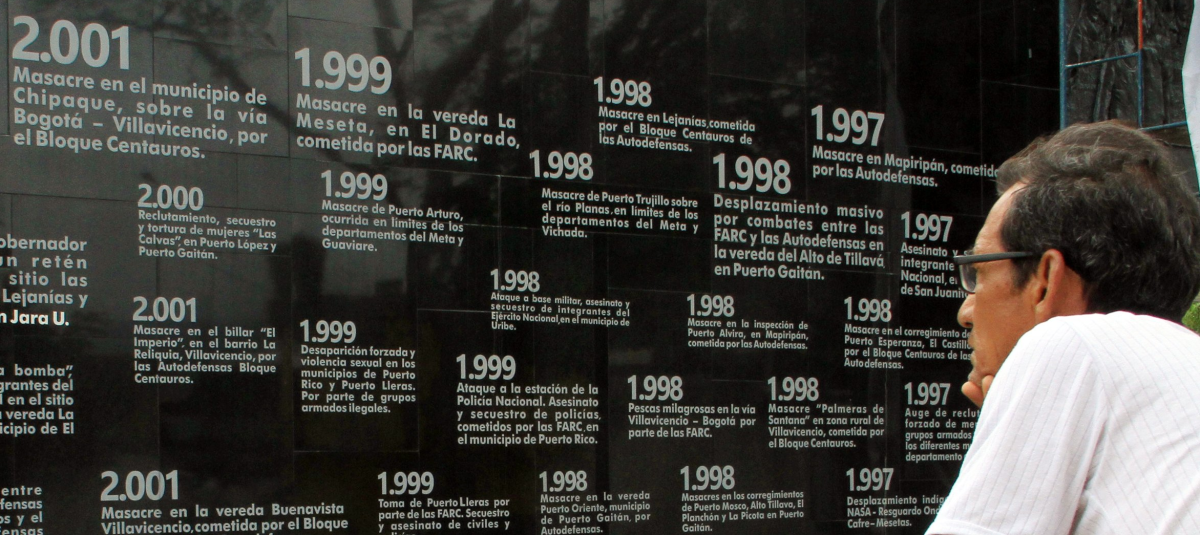 2.001
Masacre en el municipio de
Chipaque, sobre la vía
Bogotá – Villavicencio, por
el Bloque Centauros.
1.999
Masacre en la vereda La
Meseta, en El Dorado,
cometida por las FARC.
1.998
Masacre en Lejanías,cometida
por el Bloque Centauros de
las Autodefensas.
1.997
Masacre en Mapiripán, cometida
por las Autodefensas.
2.000
Reclutamiento, secuestro
y tortura de mujeres "Las
Calvas", en Puerto López y
Puerto Gaitán.
1.999
Masacre de Puerto Arturo,
ocurrida en límites de los
departamentos del Meta y
Guaviare.
1.998
Masacre de Puerto Trujillo sobre
el río Planas, en límites de los
departamentos del Meta y
Vichada.
1.998
Desplazamiento masivo
por combates entre las
FARC y las Autodefensas en
la vereda del Alto de Tillavá,
en Puerto Gaitán.
1.997
Asesinato y
integrante
Nacional, en
de San Juanit
obernador
un retén
sitio las
Lejanías y
n Jara U.
2.001
Masacre en el billar "El
Imperio", en el barrio La
Reliquia, Villavicencio, por
las Autodefensas Bloque
Centauros.
1.999
Desaparición forzada y
violencia sexual en los
municipios de Puerto
Rico y Puerto Lleras.
Por parte de grupos
armados ilegales.
1.998
Ataque a base militar, asesinato y
secuestro de integrantes del
Ejército Nacional, en el municipio de
Uribe.
1.998
Masacre en la inspección de
Puerto Alvira, en Mapiripán,
cometida por las Autodefensas.
1.998
Masacre en el corregimiento de
Puerto Esperanza, El Castillo
por el Bloque Centauros de las
Autodefensas.
1.999
Ataque a la estación de la
Policía Nacional. Asesinato
y secuestro de policías,
cometidos por las FARC, en
el municipio de Puerto Rico.
1.998
Pescas milagrosas en la vía
Villavicencio – Bogotá por
parte de las FARC.
1.998
Masacre "Palmeras de
Santana" en zona rural de
Villavicencio, cometida por
el Bloque Centauros.
1.997
Auge de reclut
forzado de me
grupos armados
los diferentes m
departamento
a bomba",
grantes del
l en el sitio
vereda La
icipio de El
2.001
Masacre en la vereda Buenavista
Villavicencio, cometida por el Bloque
1.999
Toma de Puerto Lleras por
parte de las FARC. Secuestro
y asesinato de civiles y
1.998
Masacre en la vereda
Puerto Oriente, municipio
de Puerto Gaitán, por
Autodefensas.
1.998
Masacres en los corregimientos
de Puerto Mosco, Alto Tillava, El
Planchón y La Picota en Puerto
Gaitán.
1.997
Desplazamiento indíg
NASA - Resguardo Ond
Cafre-Mesetas.
entre
efensas
s y el
efensas